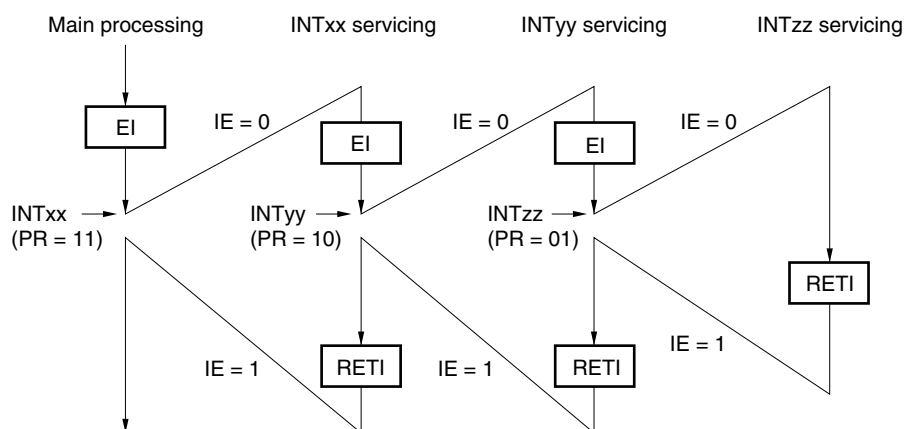 Main processing INTxx servicing INTyy servicing INTzz servicing
EI IE = 0 EI IE = 0 EI IE = 0
INTxx INTyy INTzz
(PR = 11) (PR = 10) (PR = 01)
RETI
IE = 1 RETI IE = 1 RETI IE = 1